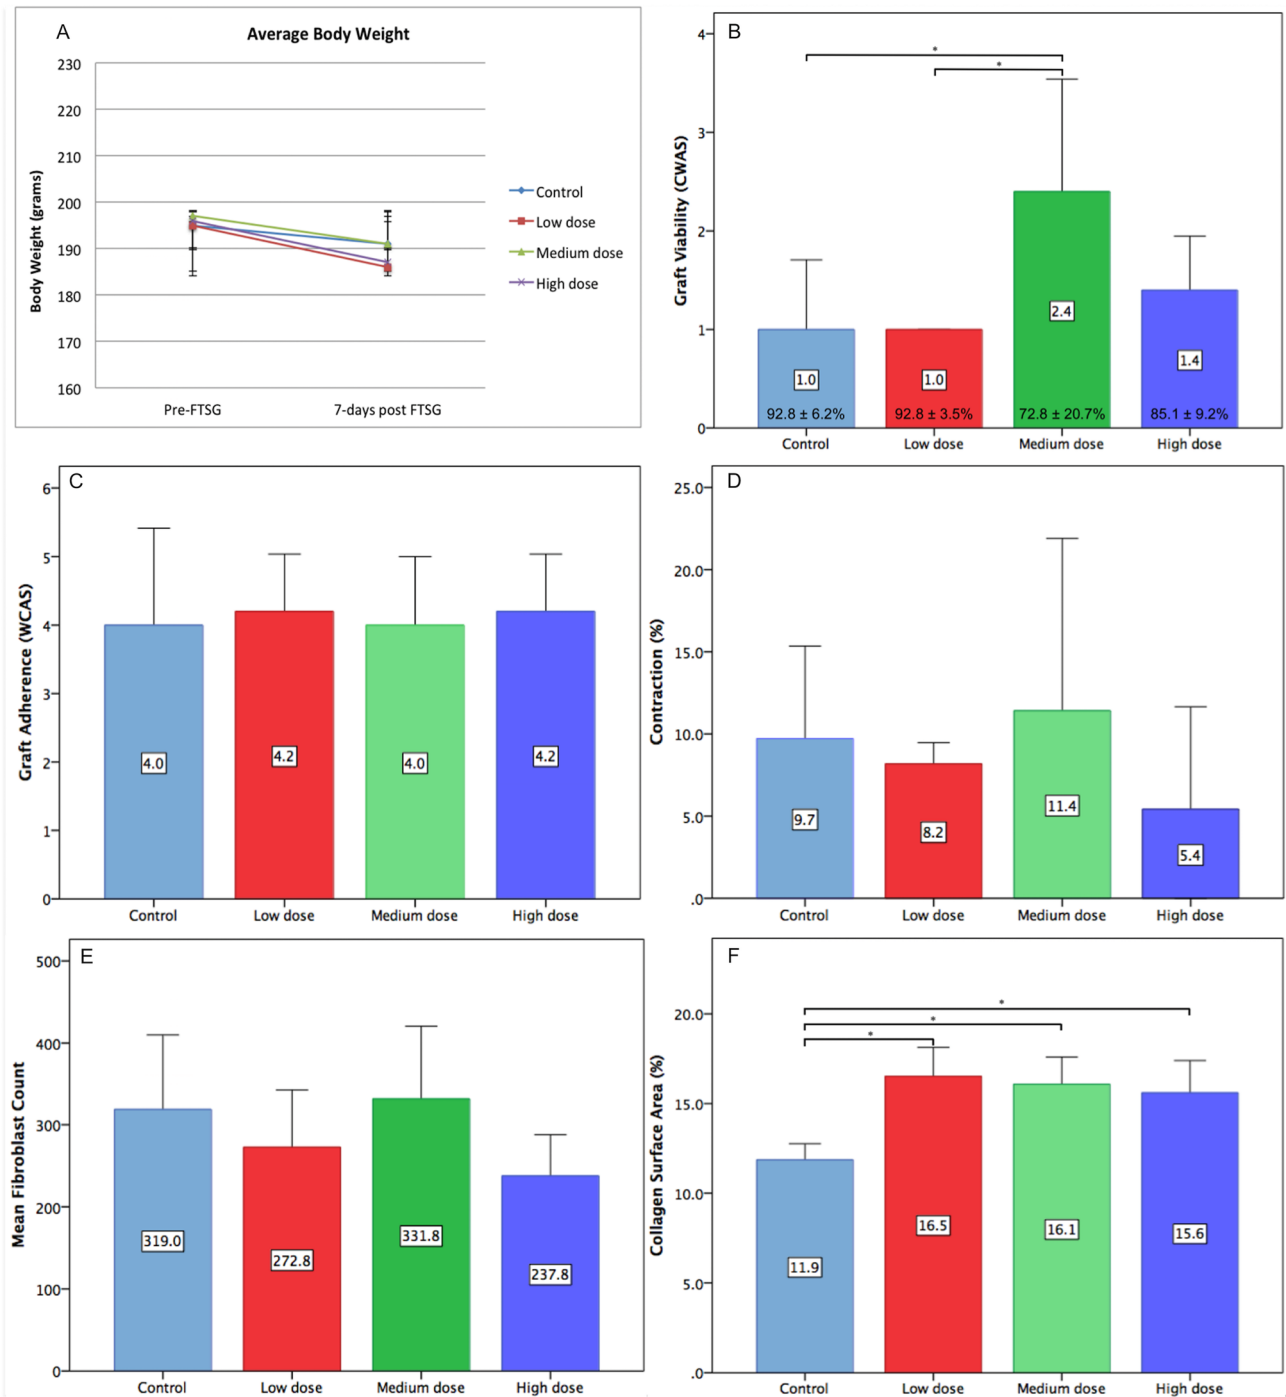 A
Average Body Weight
230
220
210
200
190
180
170
160
Body Weight (grams)
Pre-FTSG
7-days post FTSG
Control
Low dose
Medium dose
High dose
B
4
3
2
1
0
Graft Viability (CWAS)
*
*
1.0
1.0
2.4
1.4
92.8 ± 6.2%
92.8 ± 3.5%
72.8 ± 20.7%
85.1 ± 9.2%
Control
Low dose
Medium dose
High dose
C
6
5
4
3
2
1
0
Graft Adherence (WCAS)
4.0
4.2
4.0
4.2
Control
Low dose
Medium dose
High dose
D
25.0
20.0
15.0
10.0
5.0
.0
Contraction (%)
9.7
8.2
11.4
5.4
Control
Low dose
Medium dose
High dose
E
500
400
300
200
100
0
Mean Fibroblast Count
319.0
272.8
331.8
237.8
Control
Low dose
Medium dose
High dose
F
20.0
15.0
10.0
5.0
.0
Collagen Surface Area (%)
*
*
*
11.9
16.5
16.1
15.6
Control
Low dose
Medium dose
High dose